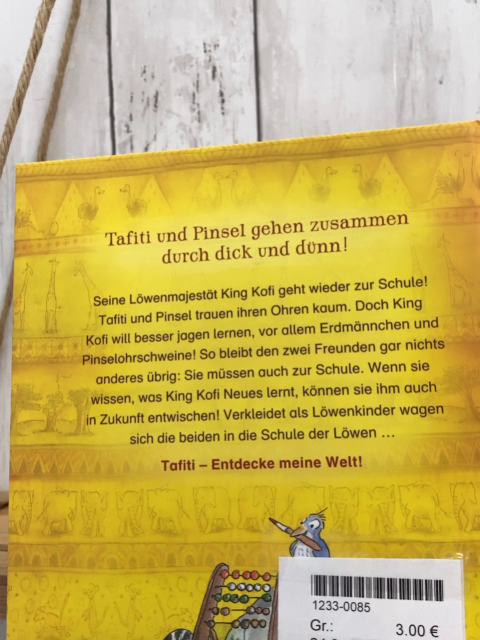 Tafiti und Pinsel gehen zusammen
durch dick und dünn!
Seine Löwenmajestät King Kofi geht wieder zur Schule!
Tafiti und Pinsel trauen ihren Ohren kaum. Doch King
Kofi will besser jagen lernen, vor allem Erdmännchen und
Pinselohrschweine! So bleibt den zwei Freunden gar nichts
anderes übrig: Sie müssen auch zur Schule. Wenn sie
wissen, was King Kofi Neues lernt, können sie ihm auch
in Zukunft entwischen! Verkleidet als Löwenkinder wagen
sich die beiden in die Schule der Löwen ...
Tafiti – Entdecke meine Welt!
1233-0085
Gr.: 3.00 €